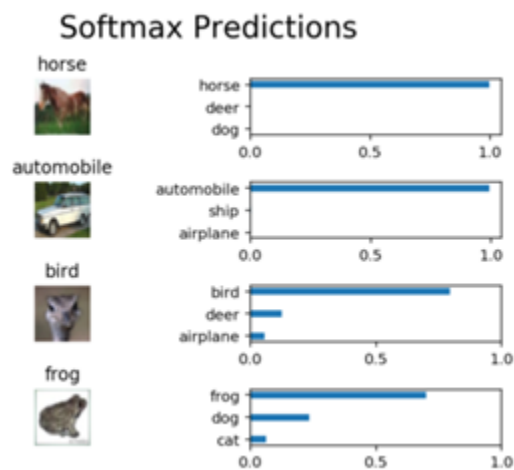 Softmax Predictions
horse
horse
deer
dog
0.0 0.5 1.0
automobile
automobile
ship
airplane
0.0 0.5 1.0
bird
bird
deer
airplane
0.0 0.5 1.0
frog
frog
dog
cat
0.0 0.5 1.0